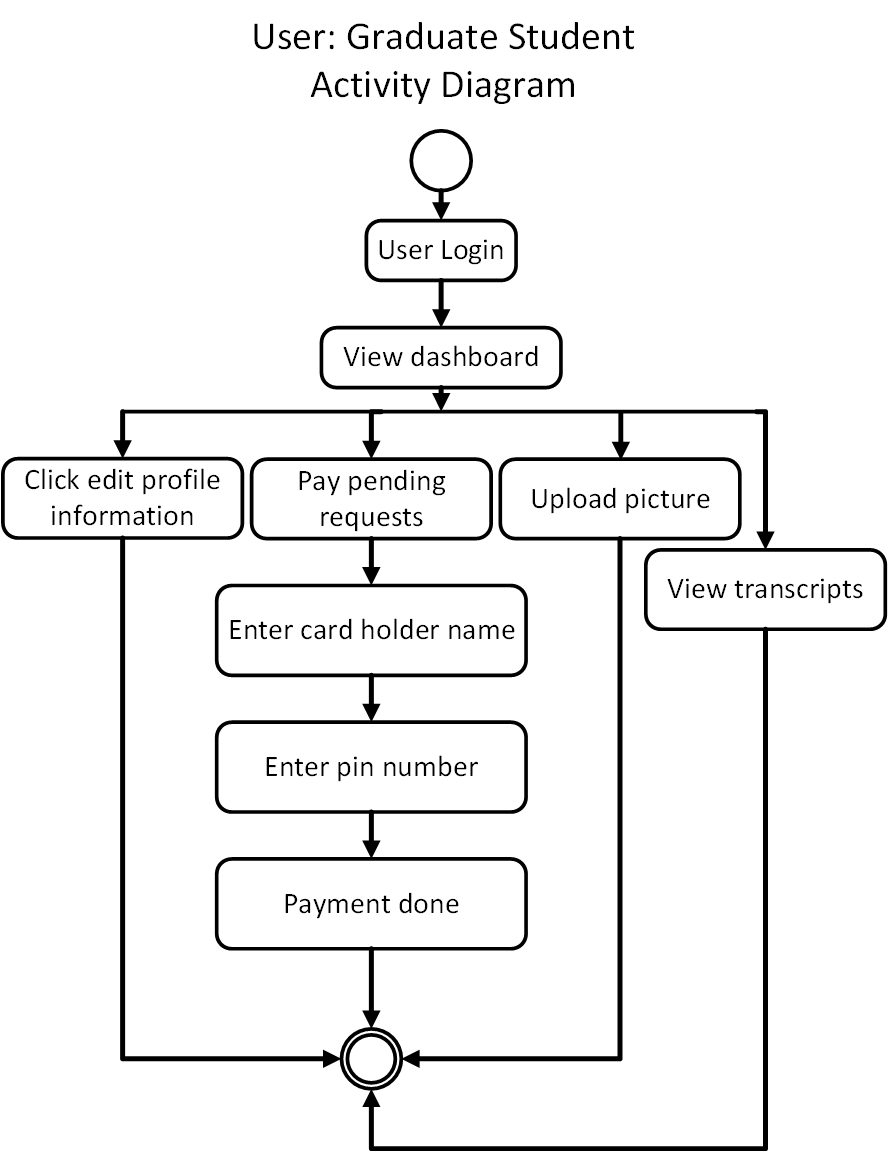 User: Graduate Student
Activity Diagram
User Login
View dashboard
Click edit profile
information
Pay pending
requests
Upload picture
View transcripts
Enter card holder name
Enter pin number
Payment done